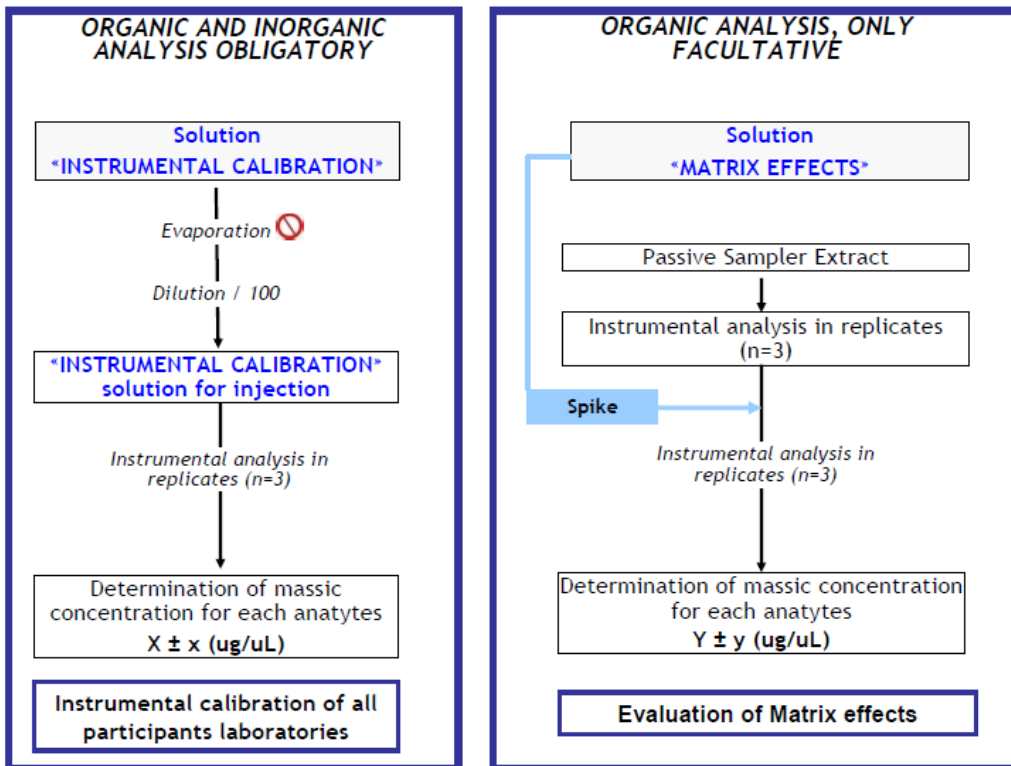 ORGANIC AND INORGANIC
ANALYSIS OBLIGATORY
Solution
«INSTRUMENTAL CALIBRATION»
Evaporation
Dilution / 100
«INSTRUMENTAL CALIBRATION»
solution for injection
Instrumental analysis in
replicates (n=3)
Determination of massic
concentration for each anatytes
X ± x (ug/uL)
Instrumental calibration of all
participants laboratories
ORGANIC ANALYSIS, ONLY
FACULTATIVE
Solution
«MATRIX EFFECTS»
Passive Sampler Extract
Instrumental analysis in replicates
(n=3)
Spike
Instrumental analysis in
replicates (n=3)
Determination of massic concentration
for each anatytes
Y ± y (ug/uL)
Evaluation of Matrix effects